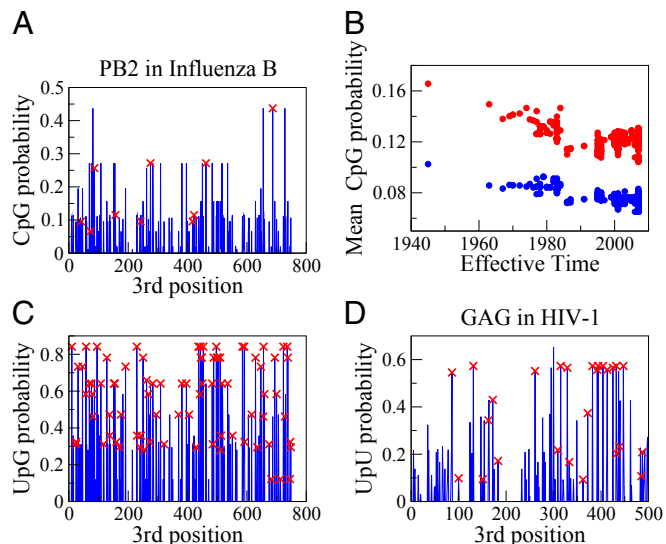 A
PB2 in Influenza B
CpG probability
0.5
0.4
0.3
0.2
0.1
0
0 200 400 600 800
3rd position
B
Mean CpG probability
0.16
0.12
0.08
1940 1960 1980 2000
Effective Time
C
UpG probability
0.8
0.6
0.4
0.2
0
0 200 400 600 800
3rd position
D
GAG in HIV-1
UpU probability
0.6
0.4
0.2
0
0 100 200 300 400 500
3rd position